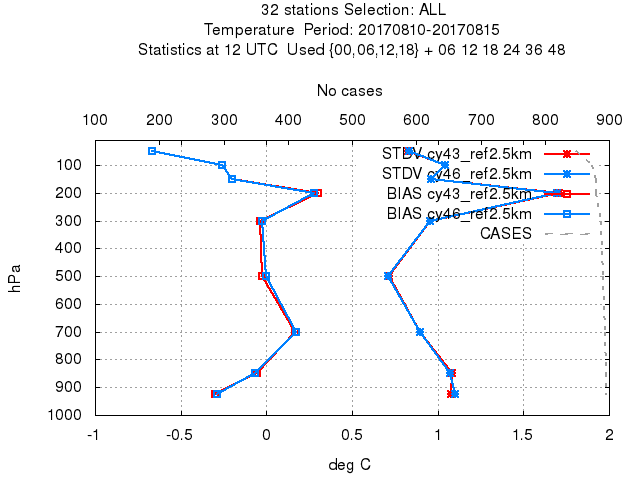 32 stations Selection: ALL
Temperature  Period: 20170810-20170815
Statistics at 12 UTC  Used {00,06,12,18} + 06 12 18 24 36 48
No cases
100 200 300 400 500 600 700 800 900
STDV cy43_ref2.5km
STDV cy46_ref2.5km
BIAS cy43_ref2.5km
BIAS cy46_ref2.5km
CASES
100
200
300
400
500
600
700
800
900
1000
hPa
-1 -0.5 0 0.5 1 1.5 2
deg C